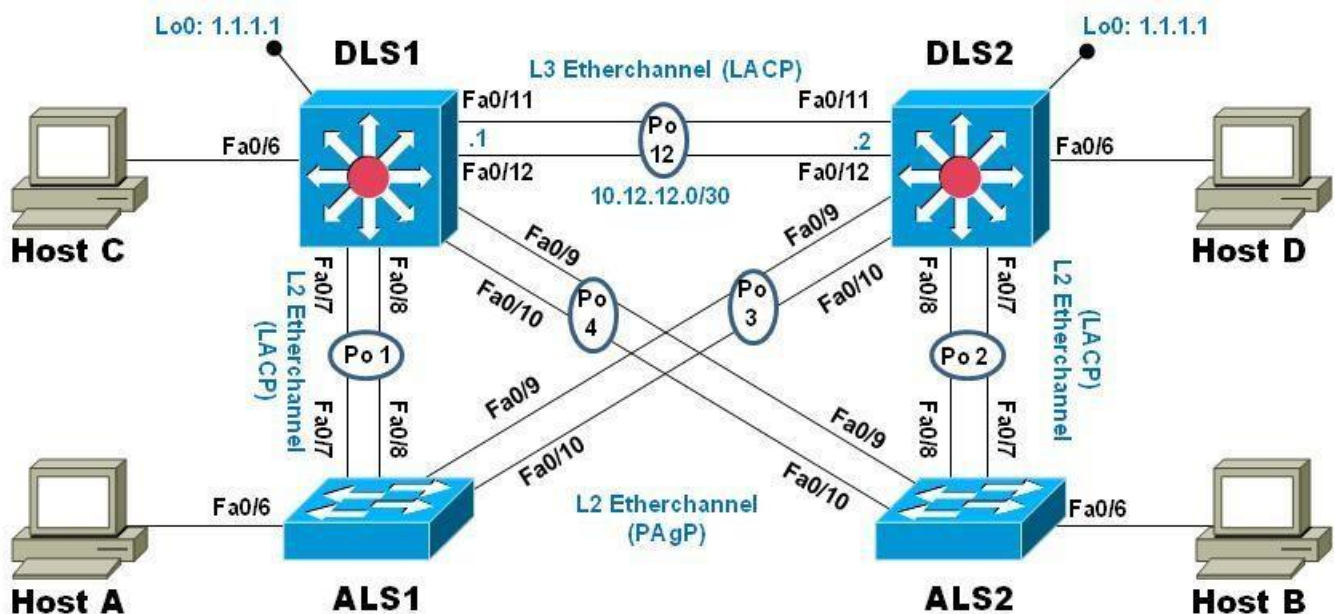 Lo0: 1.1.1.1
Lo0: 1.1.1.1
DLS1
DLS2
L3 Etherchannel (LACP)
Fa0/11
Fa0/11
Fa0/6
.1
Po
12
.2
Fa0/6
Fa0/12
Fa0/12
10.12.12.0/30
Host C
Host D
Fa0/9
Fa0/9
Fa0/10
Fa0/10
Fa0/7
Fa0/8
Fa0/8
Fa0/7
L2 Etherchannel
(LACP)
Po
4
Po
3
L2 Etherchannel
(LACP)
Po 1
Po 2
Fa0/7
Fa0/8
Fa0/9
Fa0/10
Fa0/9
Fa0/10
Fa0/8
Fa0/7
L2 Etherchannel
(PAgP)
Fa0/6
Fa0/6
Host A
ALS1
ALS2
Host B